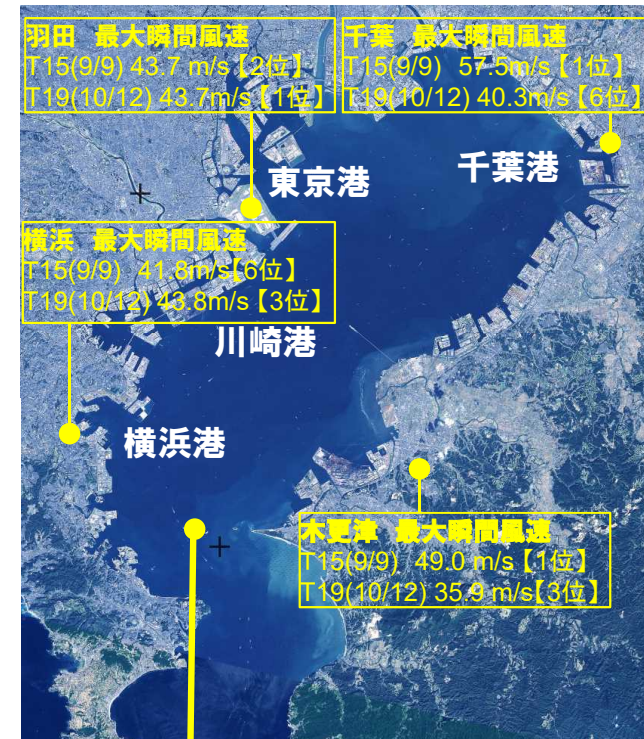 羽田 最大瞬間風速
T15(9/9) 43.7 m/s【2位】
T19(10/12) 43.7m/s【1位】
千葉 最大瞬間風速
T15(9/9) 57.5m/s【1位】
T19(10/12) 40.3m/s【6位】
東京港
千葉港
横浜 最大瞬間風速
T15(9/9) 41.8m/s【6位】
T19(10/12) 43.8m/s【3位】
川崎港
横浜港
木更津 最大瞬間風速
T15(9/9) 49.0 m/s【1位】
T19(10/12) 35.9 m/s【3位】